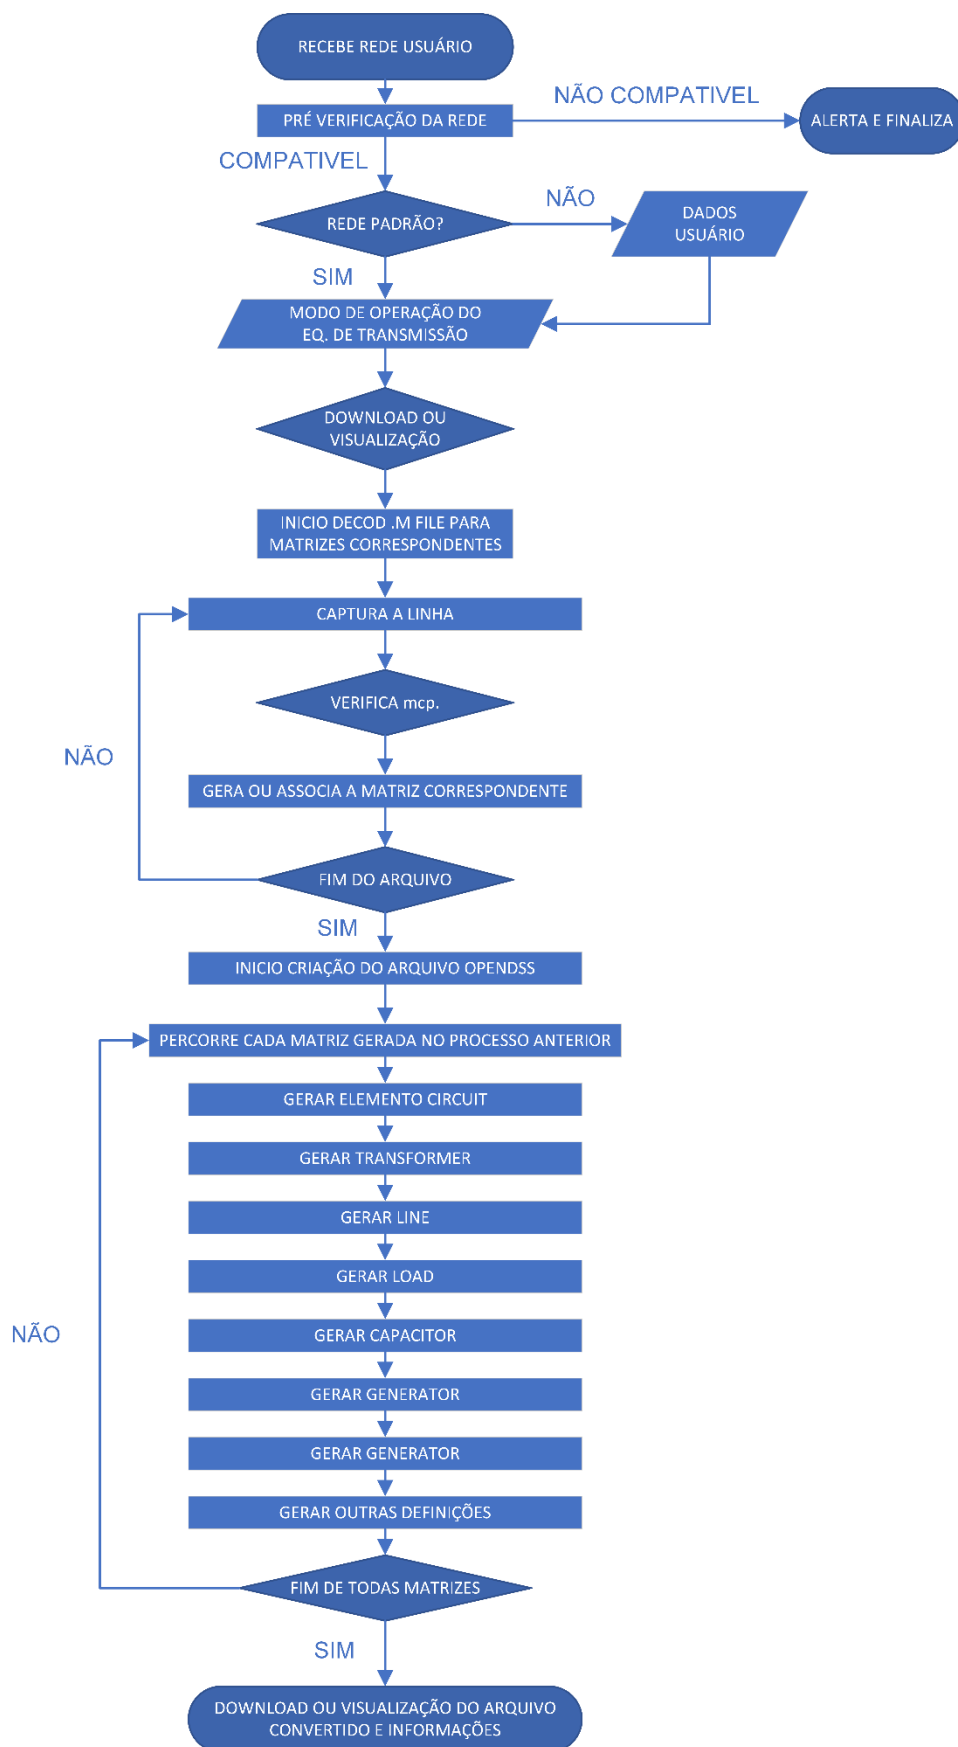 RECEBE REDE USUÁRIO
NÃO COMPATIVEL
PRÉ VERIFICAÇÃO DA REDE
ALERTA E FINALIZA
COMPATIVEL
NÃO
DADOS
USUÁRIO
REDE PADRÃO?
SIM
MODO DE OPERAÇÃO DO
EQ. DE TRANSMISSÃO
DOWNLOAD OU
VISUALIZAÇÃO
INICIO DECOD .M FILE PARA
MATRIZES CORRESPONDENTES
CAPTURA A LINHA
VERIFICA mcp.
NÃO
GERA OU ASSOCIA A MATRIZ CORRESPONDENTE
FIM DO ARQUIVO
SIM
INICIO CRIAÇÃO DO ARQUIVO OPENDSS
PERCORRE CADA MATRIZ GERADA NO PROCESSO ANTERIOR
GERAR ELEMENTO CIRCUIT
GERAR TRANSFORMER
GERAR LINE
GERAR LOAD
NÃO
GERAR CAPACITOR
GERAR GENERATOR
GERAR GENERATOR
GERAR OUTRAS DEFINIÇÕES
FIM DE TODAS MATRIZES
SIM
DOWNLOAD OU VISUALIZAÇÃO DO ARQUIVO
CONVERTIDO E INFORMAÇÕES